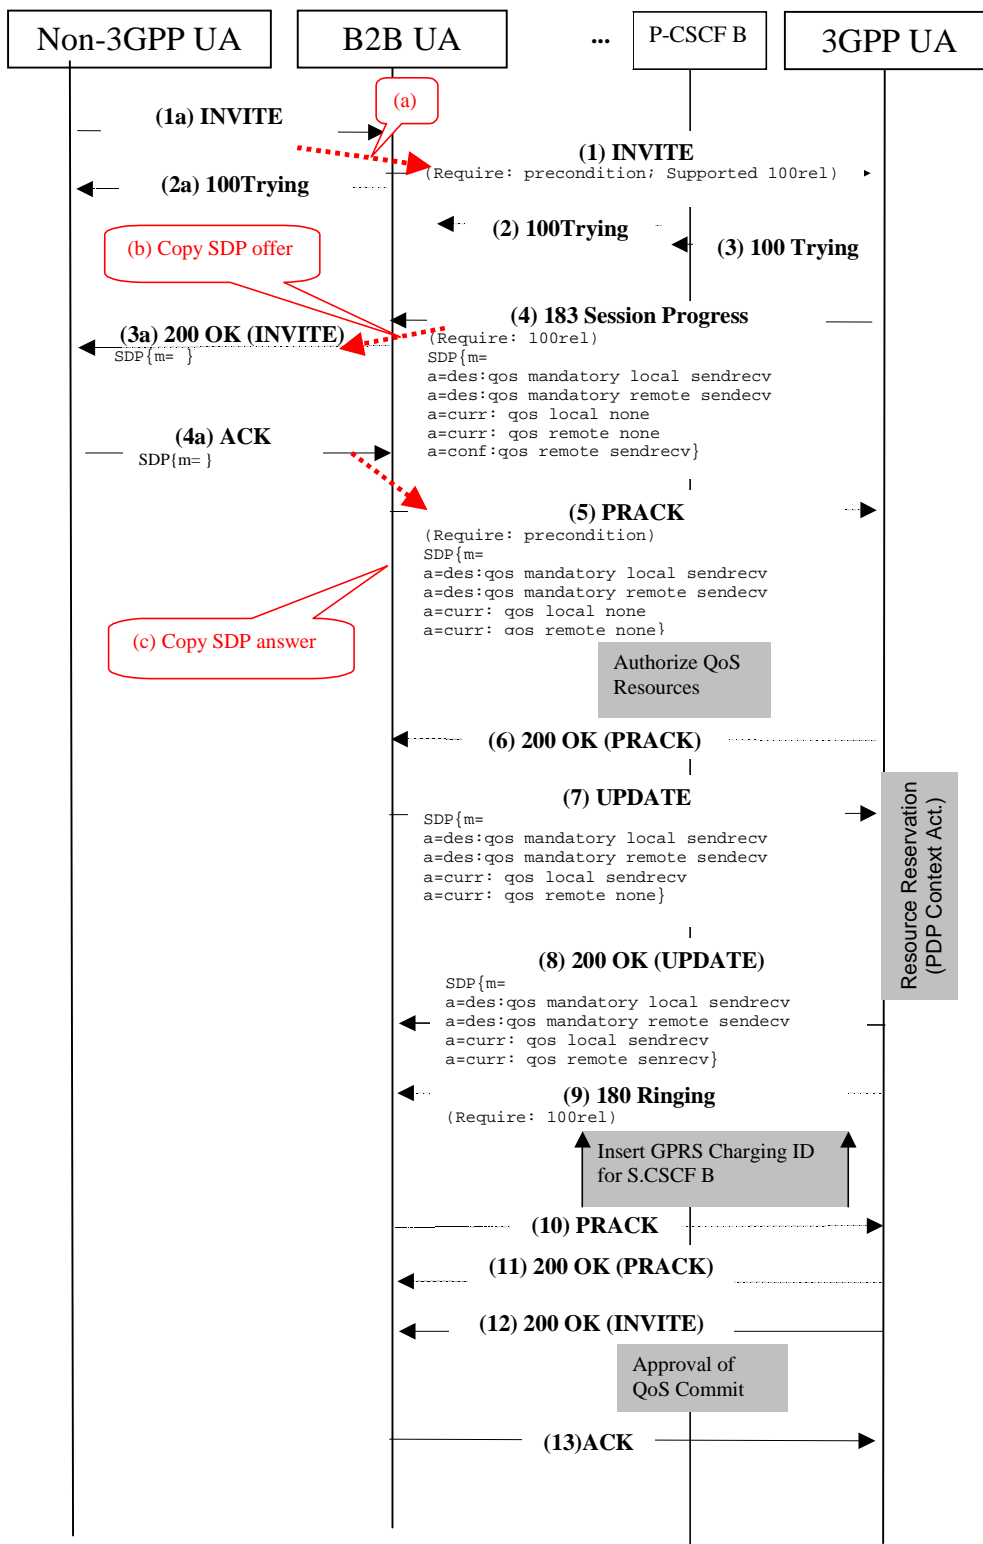 Non-3GPP UA
B2B UA
...
P-CSCF B
3GPP UA
(a)
(1a) INVITE
(1) INVITE
(Require: precondition; Supported 100rel)
(2a) 100Trying
(2) 100Trying
(3) 100 Trying
(b) Copy SDP offer
(4) 183 Session Progress
(3a) 200 OK (INVITE)
SDP{m= }
(Require: 100rel)
SDP{m=
a=des:qos mandatory local sendrecv
a=des:qos mandatory remote sendecv
a=curr: qos local none
a=curr: qos remote none
a=conf:qos remote sendrecv}
(4a) ACK
SDP{m= }
(5) PRACK
(Require: precondition)
SDP{m=
a=des:qos mandatory local sendrecv
a=des:qos mandatory remote sendecv
a=curr: qos local none
a=curr: qos remote none}
(c) Copy SDP answer
Authorize QoS
Resources
(6) 200 OK (PRACK)
(7) UPDATE
SDP{m=
a=des:qos mandatory local sendrecv
a=des:qos mandatory remote sendecv
a=curr: qos local sendrecv
a=curr: qos remote none}
Resource Reservation
(PDP Context Act.)
(8) 200 OK (UPDATE)
SDP{m=
a=des:qos mandatory local sendrecv
a=des:qos mandatory remote sendecv
a=curr: qos local sendrecv
a=curr: qos remote senrecv}
(9) 180 Ringing
(Require: 100rel)
Insert GPRS Charging ID
for S.CSCF B
(10) PRACK
(11) 200 OK (PRACK)
(12) 200 OK (INVITE)
Approval of
QoS Commit
(13)ACK